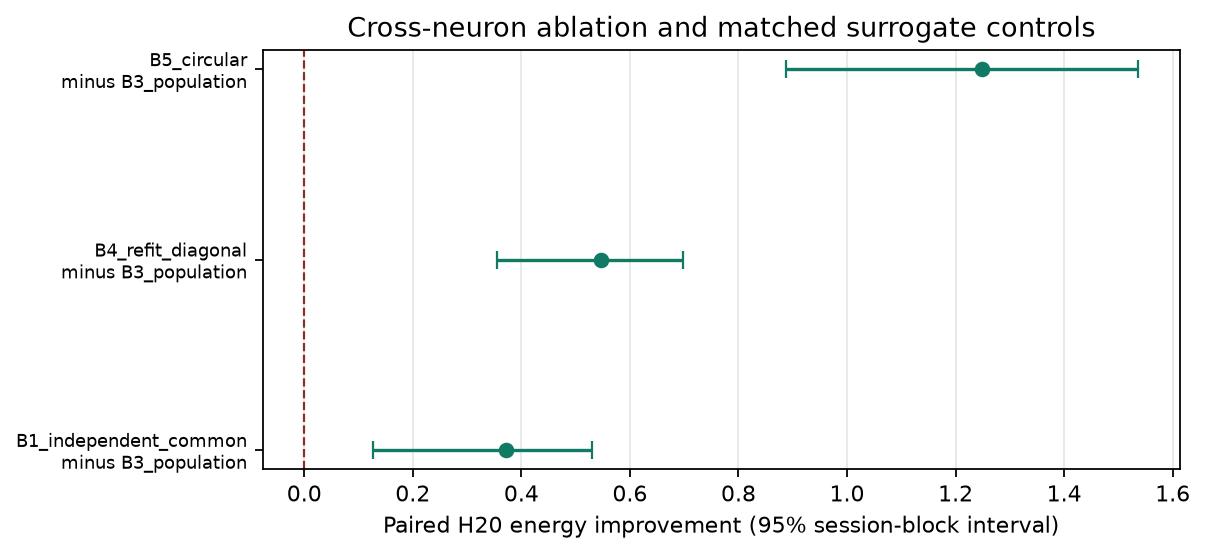 Cross-neuron ablation and matched surrogate controls
B5_circular
minus B3_population
B4_refit_diagonal
minus B3_population
B1_independent_common
minus B3_population
0.0 0.2 0.4 0.6 0.8 1.0 1.2 1.4 1.6
Paired H20 energy improvement (95% session-block interval)